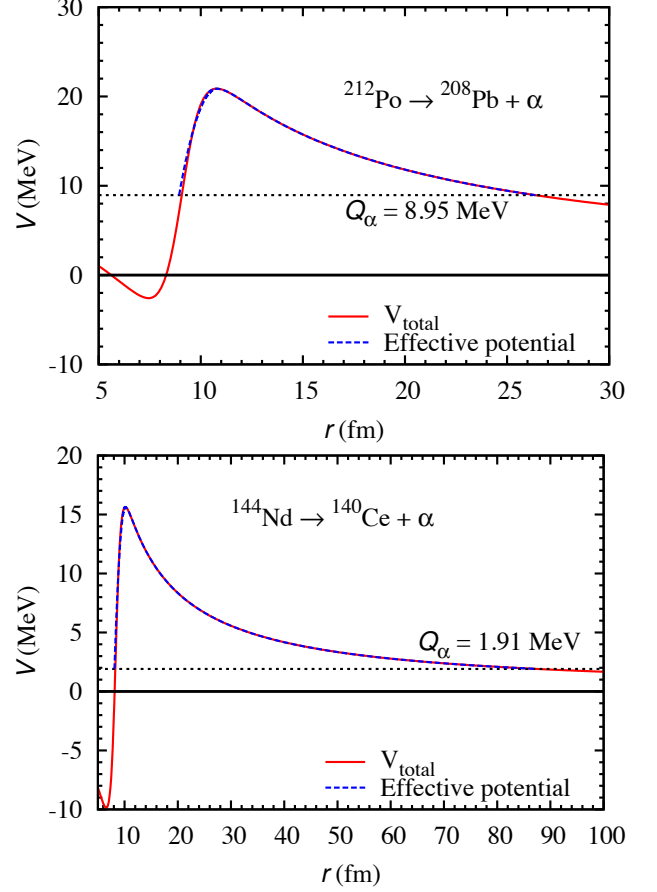 30
20
10
0
-10
V (MeV)
²¹²Po → ²⁰⁸Pb + α
Qα = 8.95 MeV
V_total
Effective potential
5 10 15 20 25 30
r (fm)
20
15
10
5
0
-5
-10
V (MeV)
¹⁴⁴Nd → ¹⁴⁰Ce + α
Qα = 1.91 MeV
V_total
Effective potential
10 20 30 40 50 60 70 80 90 100
r (fm)